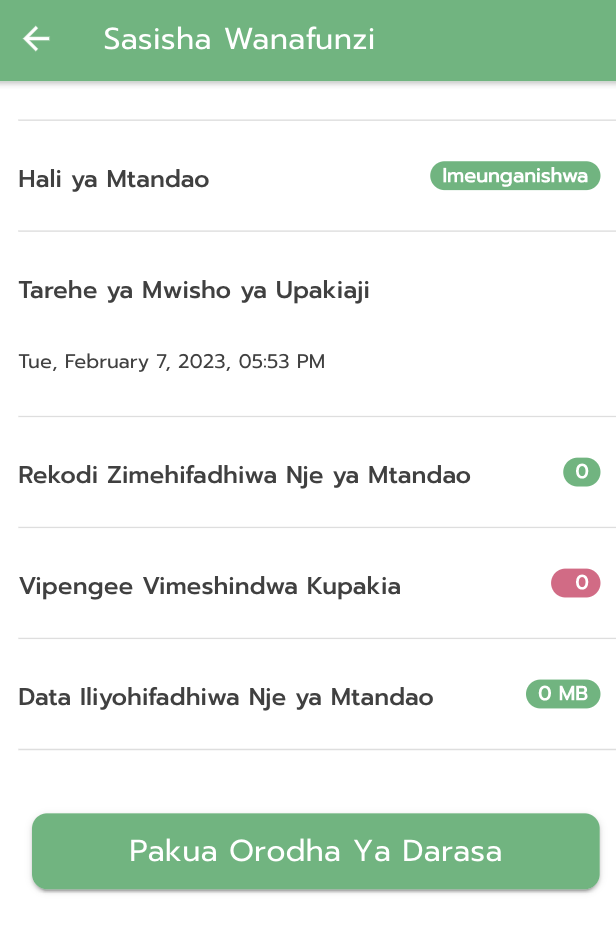 Sasisha Wanafunzi
Hali ya Mtandao
Imeunganishwa
Tarehe ya Mwisho ya Upakiaji
Tue, February 7, 2023, 05:53 PM
Rekodi Zimehifadhiwa Nje ya Mtandao
0
Vipengee Vimeshindwa Kupakia
0
Data Iliyohifadhiwa Nje ya Mtandao
0 MB
Pakua Orodha Ya Darasa